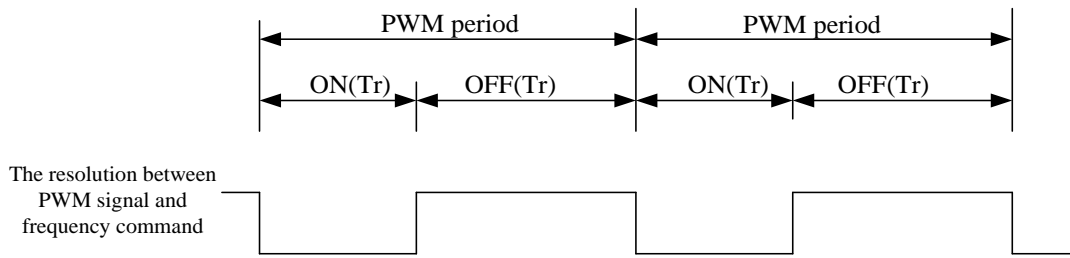 PWM period
PWM period
ON(Tr)
OFF(Tr)
ON(Tr)
OFF(Tr)
The resolution between
PWM signal and
frequency command